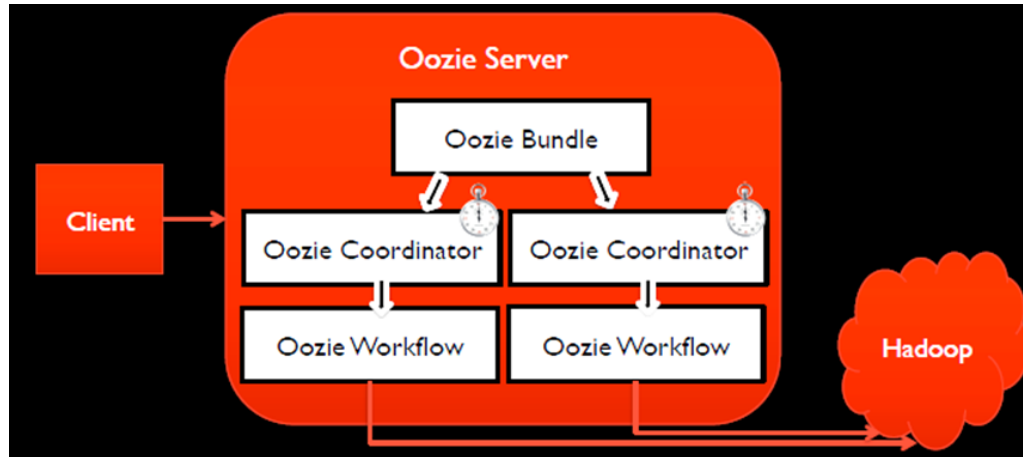 Oozie Server
Oozie Bundle
Client
Oozie Coordinator
Oozie Coordinator
Oozie Workflow
Oozie Workflow
Hadoop